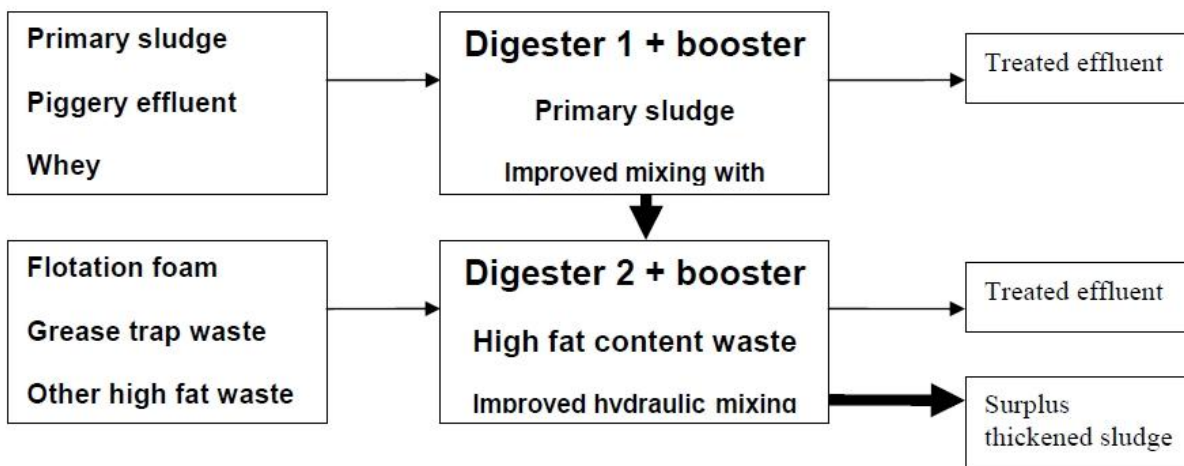 Primary sludge
Piggery effluent
Whey
Digester 1 + booster
Primary sludge
Improved mixing with
Treated effluent
Flotation foam
Grease trap waste
Other high fat waste
Digester 2 + booster
High fat content waste
Improved hydraulic mixing
Treated effluent
Surplus
thickened sludge